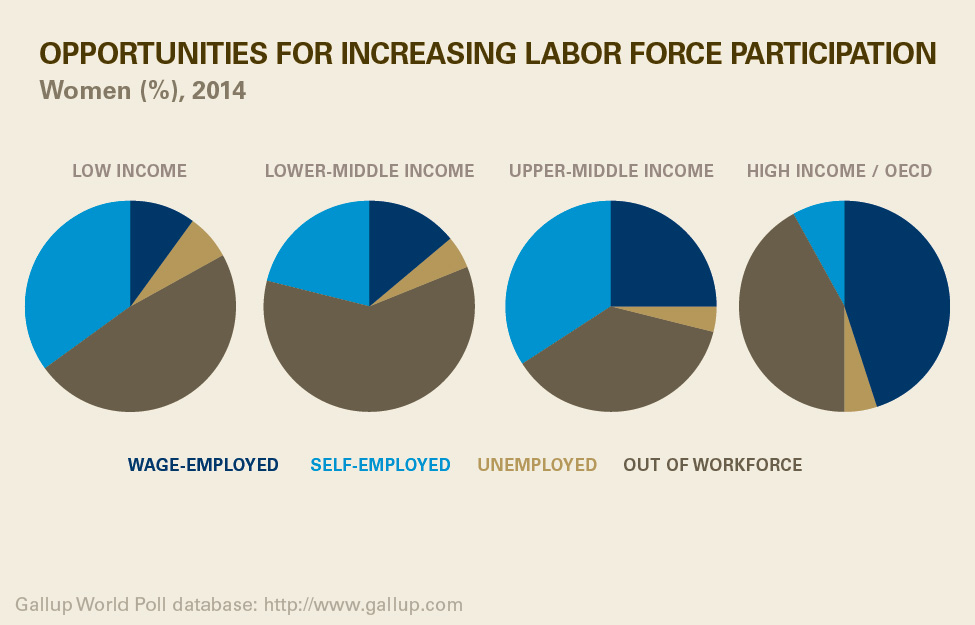 OPPORTUNITIES FOR INCREASING LABOR FORCE PARTICIPATION
Women (%), 2014
LOW INCOME
LOWER-MIDDLE INCOME
UPPER-MIDDLE INCOME
HIGH INCOME / OECD
WAGE-EMPLOYED
SELF-EMPLOYED
UNEMPLOYED
OUT OF WORKFORCE
Gallup World Poll database: http://www.gallup.com